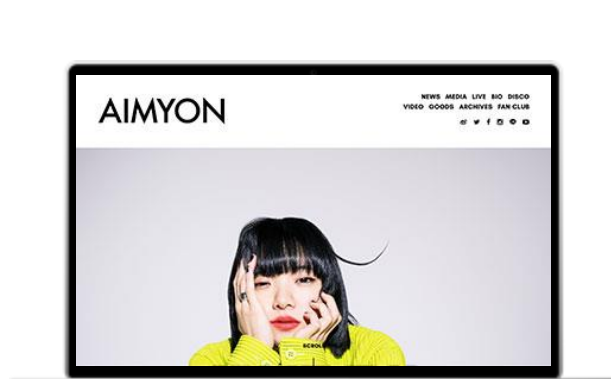 AIMYON
NEWS MEDIA LIVE BIO DISCO
VIDEO GOODS ARCHIVES FAN CLUB
SCROLL